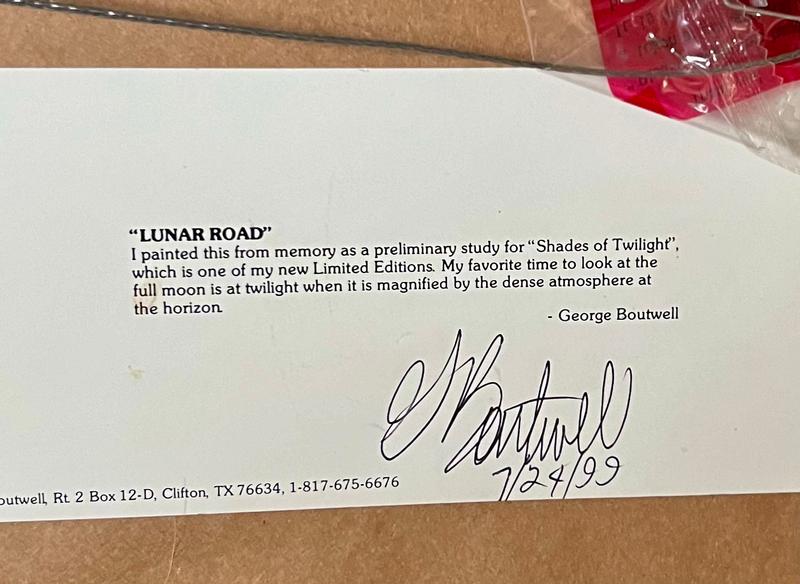 “LUNAR ROAD”
I painted this from memory as a preliminary study for “Shades of Twilight”,
which is one of my new Limited Editions. My favorite time to look at the
full moon is at twilight when it is magnified by the dense atmosphere at
the horizon.
- George Boutwell
G Boutwell
7/24/99
outwell, Rt. 2 Box 12-D, Clifton, TX 76634, 1-817-675-6676